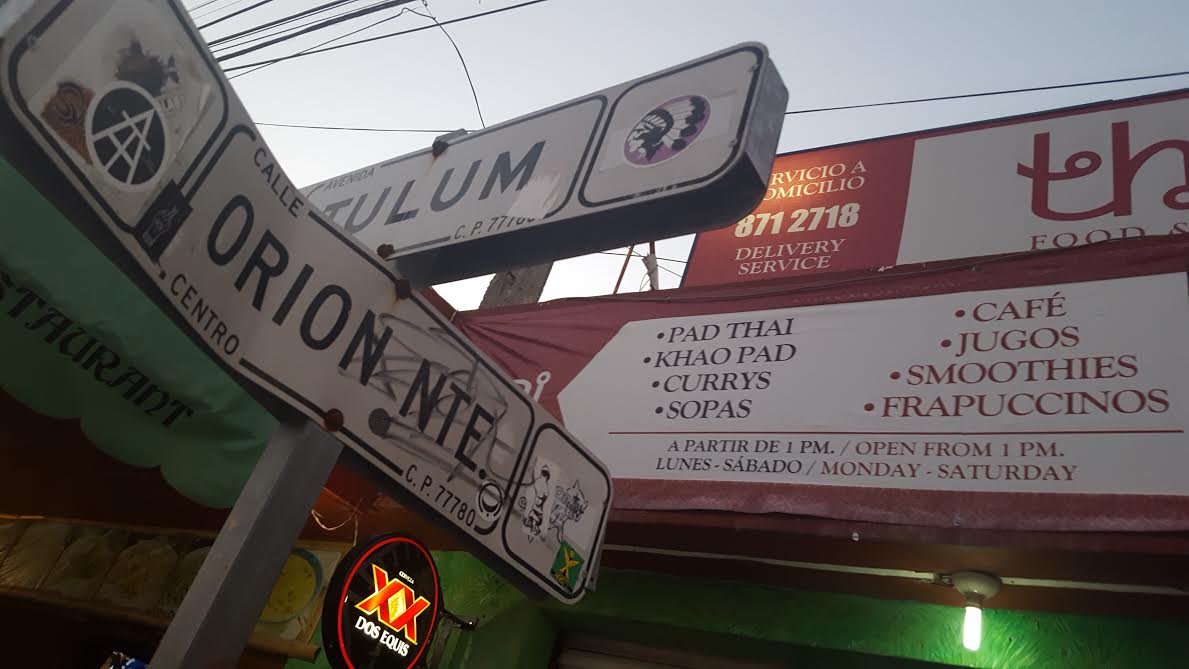 AVENIDA
TULUM
CALLE
ORION NTE.
CENTRO
C. P. 77780
SERVICIO A
DOMICILIO
871 2718
DELIVERY
SERVICE
FOOD &
• PAD THAI
• KHAO PAD
• CURRYS
• SOPAS
• CAFÉ
• JUGOS
• SMOOTHIES
• FRAPUCCINOS
A PARTIR DE 1 PM. / OPEN FROM 1 PM.
LUNES - SÁBADO / MONDAY - SATURDAY
CERVEZA
XX
DOS EQUIS